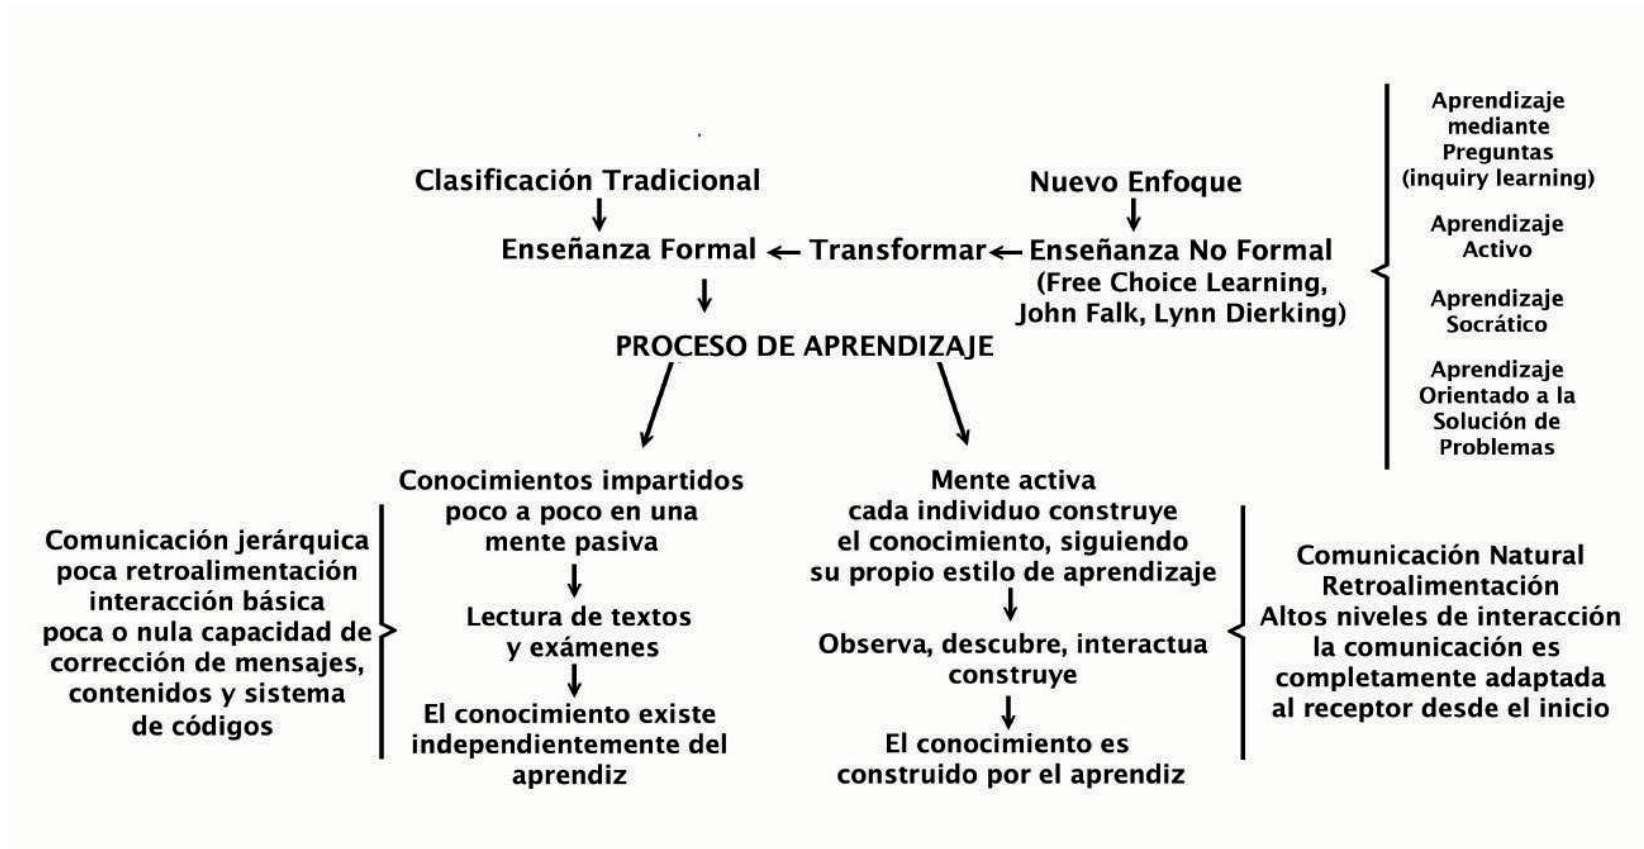 Clasificación Tradicional
Enseñanza Formal
Transformar
Nuevo Enfoque
Enseñanza No Formal
(Free Choice Learning,
John Falk, Lynn Dierking)
Aprendizaje
mediante
Preguntas
(inquiry learning)
Aprendizaje
Activo
Aprendizaje
Socrático
Aprendizaje
Orientado a la
Solución de
Problemas
PROCESO DE APRENDIZAJE
Comunicación jerárquica
poca retroalimentación
interacción básica
poca o nula capacidad de
corrección de mensajes,
contenidos y sistema
de códigos
Conocimientos impartidos
poco a poco en una
mente pasiva
Lectura de textos
y exámenes
El conocimiento existe
independientemente del
aprendiz
Mente activa
cada individuo construye
el conocimiento, siguiendo
su propio estilo de aprendizaje
Observa, descubre, interactua
construye
El conocimiento es
construido por el aprendiz
Comunicación Natural
Retroalimentación
Altos niveles de interacción
la comunicación es
completamente adaptada
al receptor desde el inicio